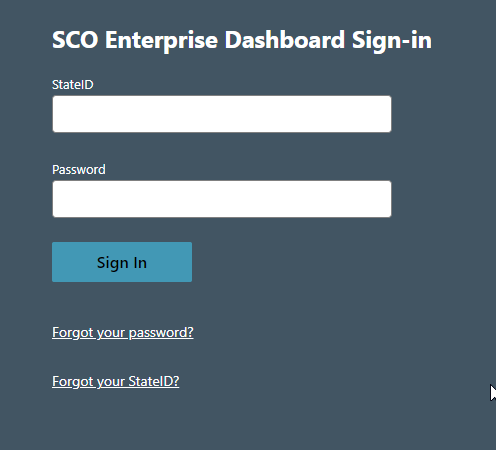 SCO Enterprise Dashboard Sign-in
StateID
Password
Sign In
Forgot your password?
Forgot your StateID?